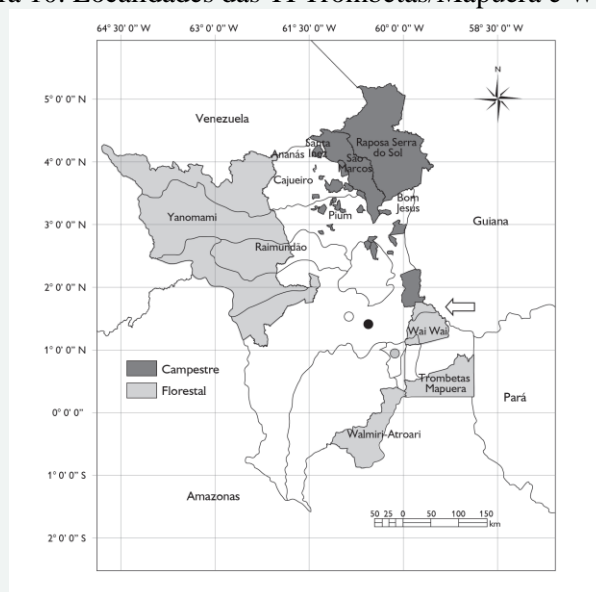 64° 30' 0'' W 63° 0' 0'' W 61° 30' 0'' W 60° 0' 0'' W 58° 30' 0'' W
N
5° 0' 0'' N
Venezuela
Santa
Inez
Raposa Serra
do Sol
4° 0' 0'' N
Ananás
São
Marcos
Cajueiro
Bom
Jesus
3° 0' 0'' N
Yanomami
Pium
Guiana
Raimundão
2° 0' 0'' N
Wai Wai
1° 0' 0'' N
Campestre
Florestal
Trombetas
Mapuera
Pará
0° 0' 0''
Walmiri-Atroari
1° 0' 0'' S
Amazonas
50 25 0 50 100 150
km
2° 0' 0'' S